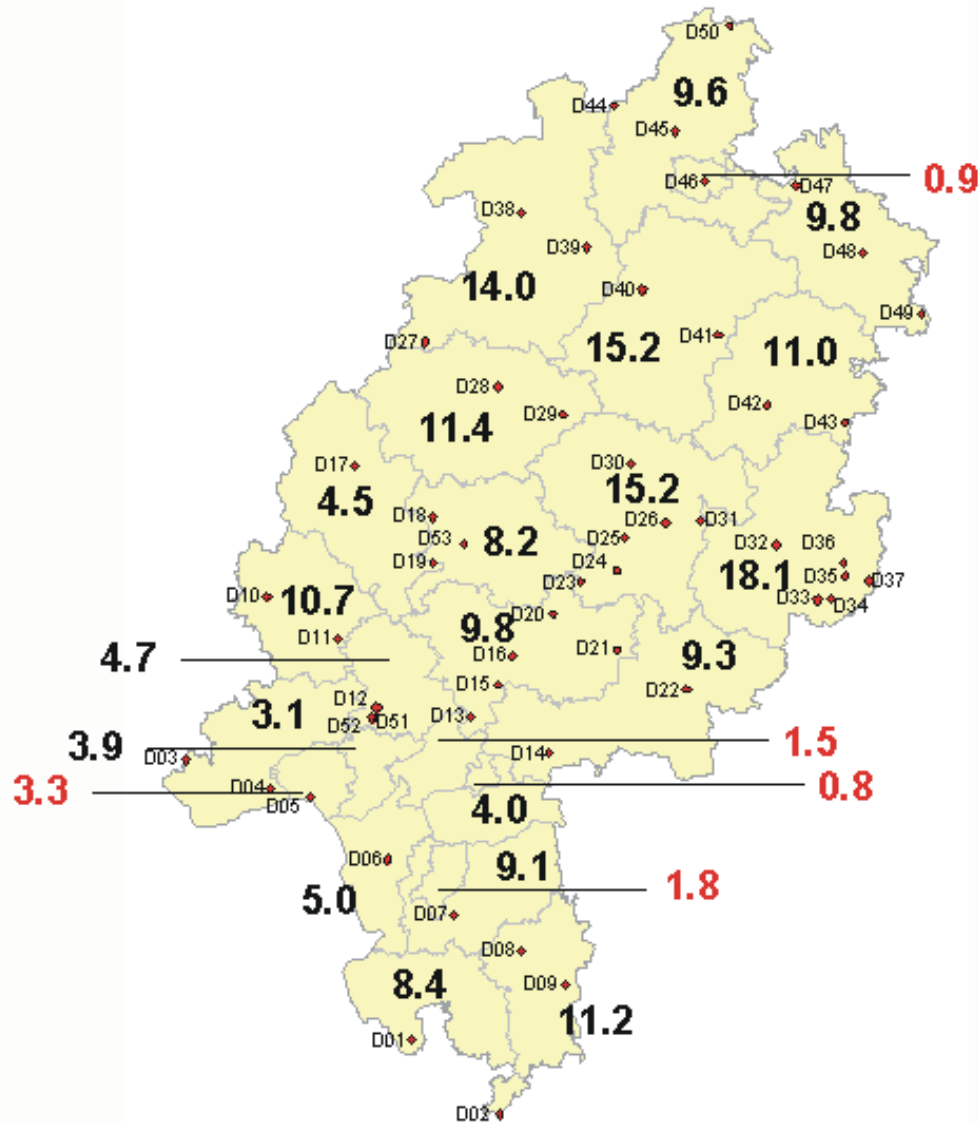 D50
9.6
D44
D45
D46
0.9
D47
9.8
D38
D39
D48
14.0
D40
D49
D27
15.2
D41
11.0
D28
D29
11.4
D42
D43
D17
4.5
D30
15.2
D18
D26
D31
D53
8.2
D25
D32
D36
D19
D24
18.1
D35
D37
D23
D33
D34
D10
10.7
D20
D11
9.8
D16
D21
9.3
4.7
D15
D22
D12
3.1
D52
D51
D13
3.9
D03
1.5
D14
3.3
D04
D05
0.8
4.0
D06
9.1
5.0
1.8
D07
D08
8.4
D09
11.2
D01
D02